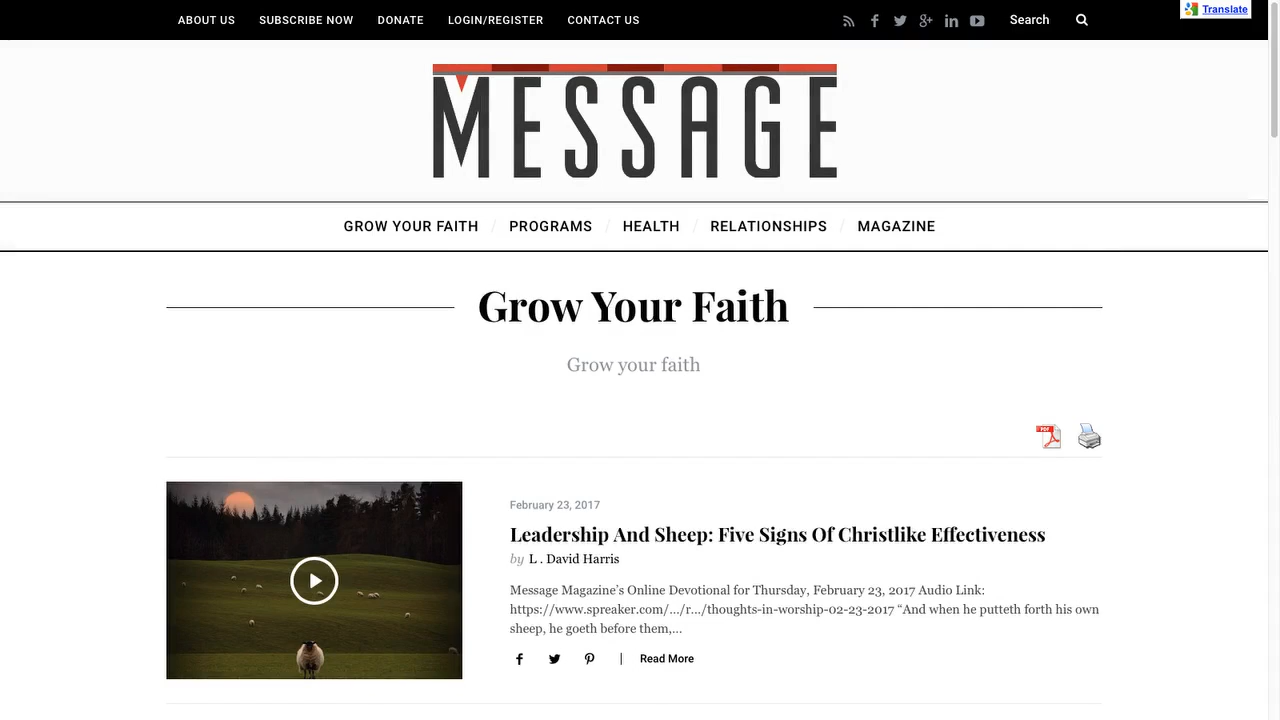 ABOUT US SUBSCRIBE NOW DONATE LOGIN/REGISTER CONTACT US Search Translate
MESSAGE
GROW YOUR FAITH / PROGRAMS / HEALTH / RELATIONSHIPS / MAGAZINE
Grow Your Faith
Grow your faith
PDF
February 23, 2017
Leadership And Sheep: Five Signs Of Christlike Effectiveness
by L . David Harris
Message Magazine’s Online Devotional for Thursday, February 23, 2017 Audio Link:
https://www.spreaker.com/…/r…/thoughts-in-worship-02-23-2017 “And when he putteth forth his own
sheep, he goeth before them,…
| Read More